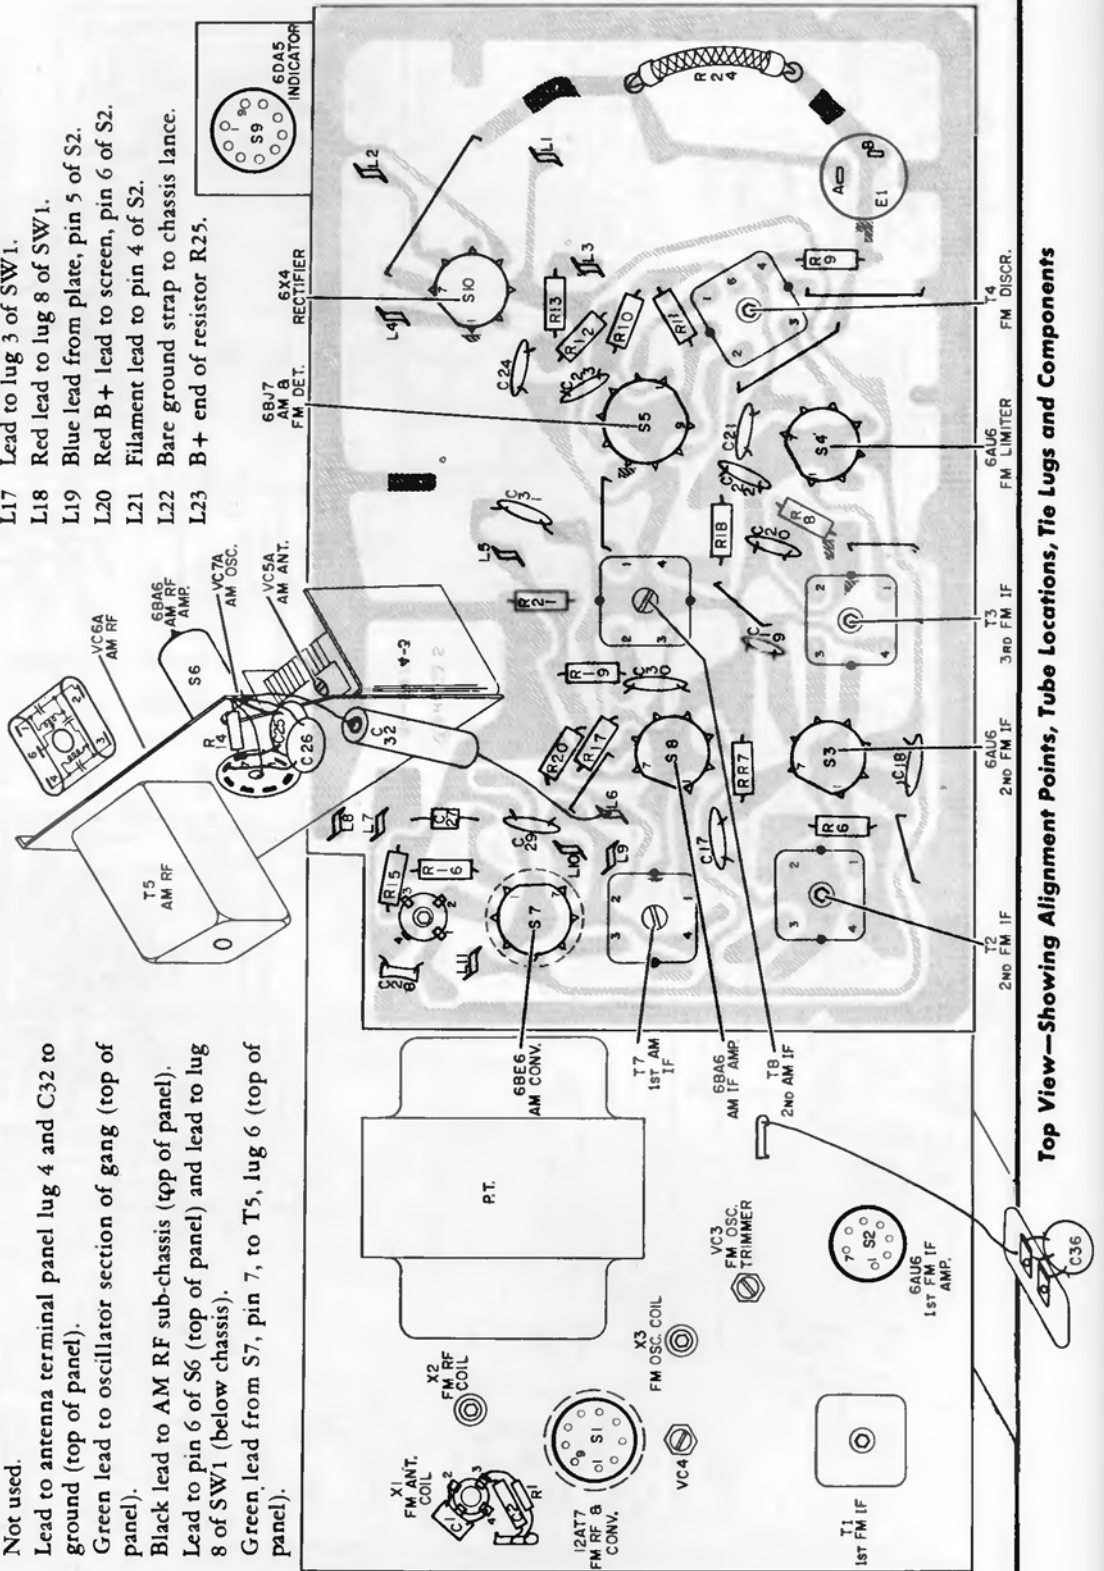 Not used.
Lead to antenna terminal panel lug 4 and C32 to
ground (top of panel).
Green lead to oscillator section of gang (top of
panel).
Black lead to AM RF sub-chassis (top of panel).
Lead to pin 6 of S6 (top of panel) and lead to lug
8 of SW1 (below chassis).
Green lead from S7, pin 7, to T5, lug 6 (top of
panel).
L17 Lead to lug 3 of SW1.
L18 Red lead to lug 8 of SW1.
L19 Blue lead from plate, pin 5 of S2.
L20 Red B+ lead to screen, pin 6 of S2.
L21 Filament lead to pin 4 of S2.
L22 Bare ground strap to chassis lance.
L23 B+ end of resistor R25.
T5
AM RF
VC6A
AM RF
6BA6
AM RF
AMP.
S6
VC7A
AM OSC.
VC5A
AM ANT.
R14
C25
C26
C32
6BJ7
AM &
FM DET.
6X4
RECTIFIER
S9
6DA5
INDICATOR
L8
L7
L5
L4
L2
L1
L3
S10
R24
R15
R16
C27
C29
L6
L10
L9
L11
C28
S7
R20
R17
R19
C30
R21
C31
C24
R13
R12
C23
R10
R11
S5
A
B
E1
R9
T7
1ST AM
IF
6BE6
AM CONV.
6BA6
AM IF AMP.
T8
2ND AM IF
S8
RR7
C17
R18
C19
C20
R8
C22
C21
S4
S3
R6
C18
P.T.
X1
FM ANT.
COIL
C1
C2
R1
X2
FM RF
COIL
12AT7
FM RF &
CONV.
S1
X3
FM OSC. COIL
VC4
VC3
FM OSC.
TRIMMER
T1
1ST FM IF
S2
6AU6
1ST FM IF
AMP.
C36
T2
2ND FM IF
6AU6
2ND FM IF
T3
3RD FM IF
6AU6
FM LIMITER
T4
FM DISCR.
Top View—Showing Alignment Points, Tube Locations, Tie Lugs and Components